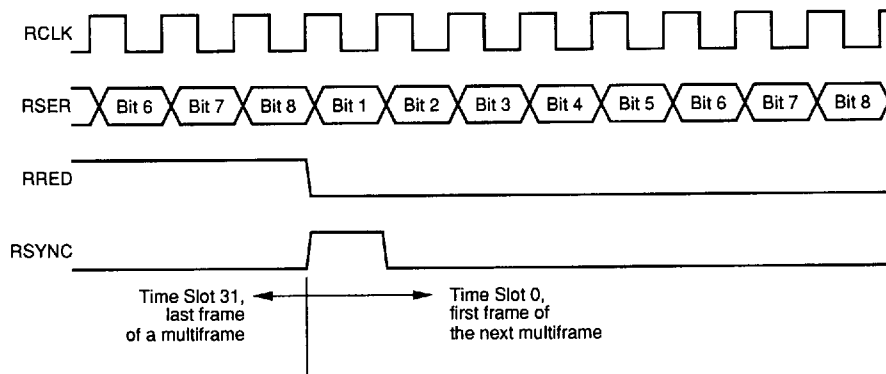 RCLK
RSER
Bit 6 Bit 7 Bit 8 Bit 1 Bit 2 Bit 3 Bit 4 Bit 5 Bit 6 Bit 7 Bit 8
RRED
RSYNC
Time Slot 31,
last frame
of a multiframe
Time Slot 0,
first frame of
the next multiframe